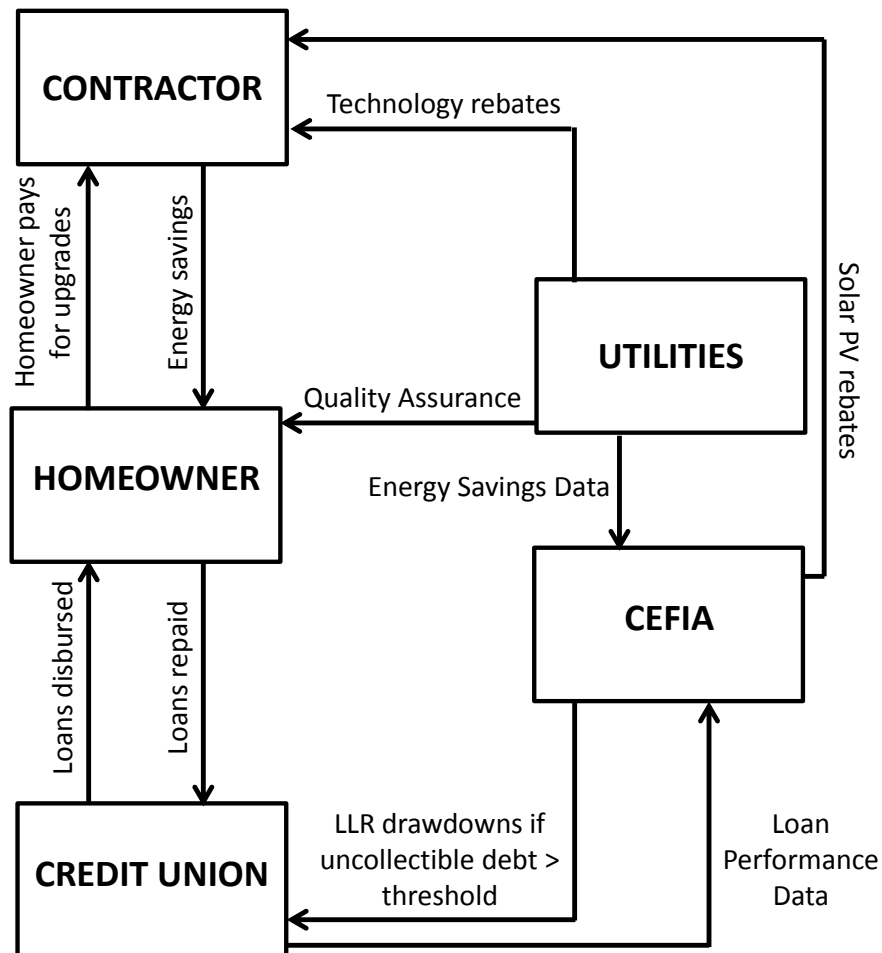 CONTRACTOR
Technology rebates
Homeowner pays
for upgrades
Energy savings
Solar PV rebates
UTILITIES
Quality Assurance
HOMEOWNER
Energy Savings Data
CEFIA
Loans disbursed
Loans repaid
LLR drawdowns if
uncollectible debt >
threshold
Loan
Performance
Data
CREDIT UNION